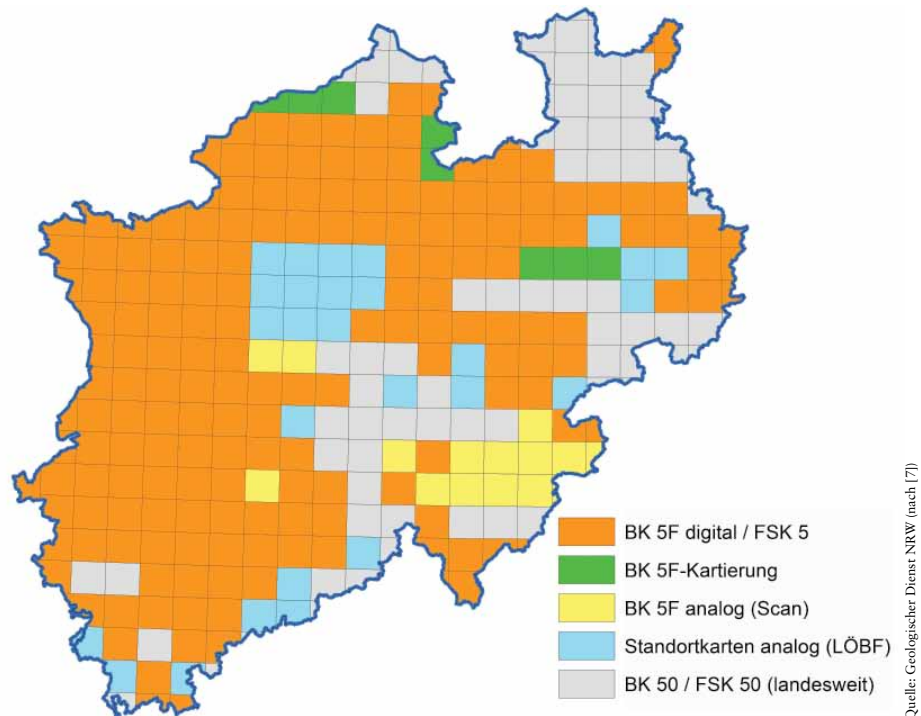 BK 5F digital / FSK 5
BK 5F-Kartierung
BK 5F analog (Scan)
Standortkarten analog (LÖBF)
BK 50 / FSK 50 (landesweit)
Quelle: Geologischer Dienst NRW (nach [7])